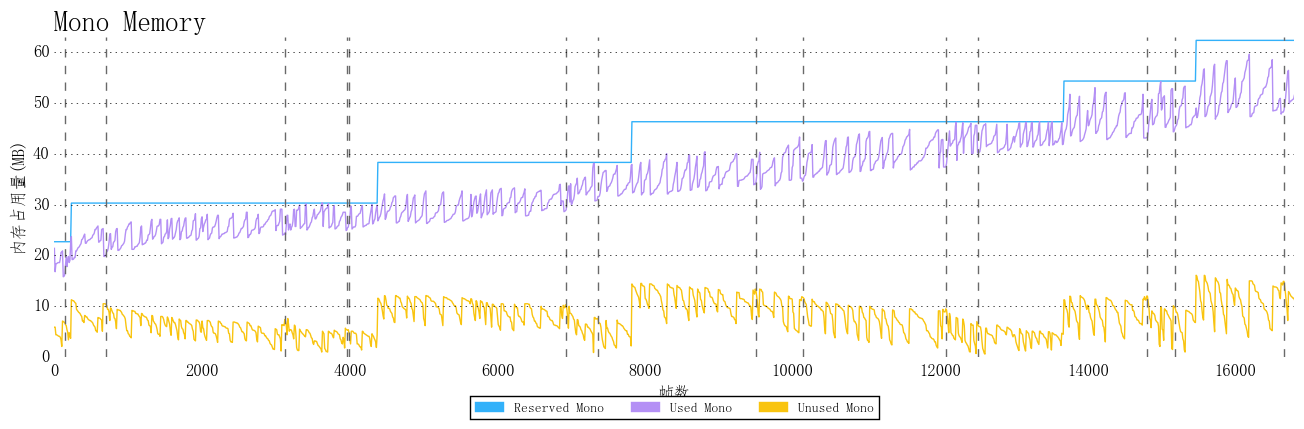 Mono Memory
60
50
40
30
20
10
0
内存占用量(MB)
0 2000 4000 6000 8000 10000 12000 14000 16000
帧数
Reserved Mono Used Mono Unused Mono